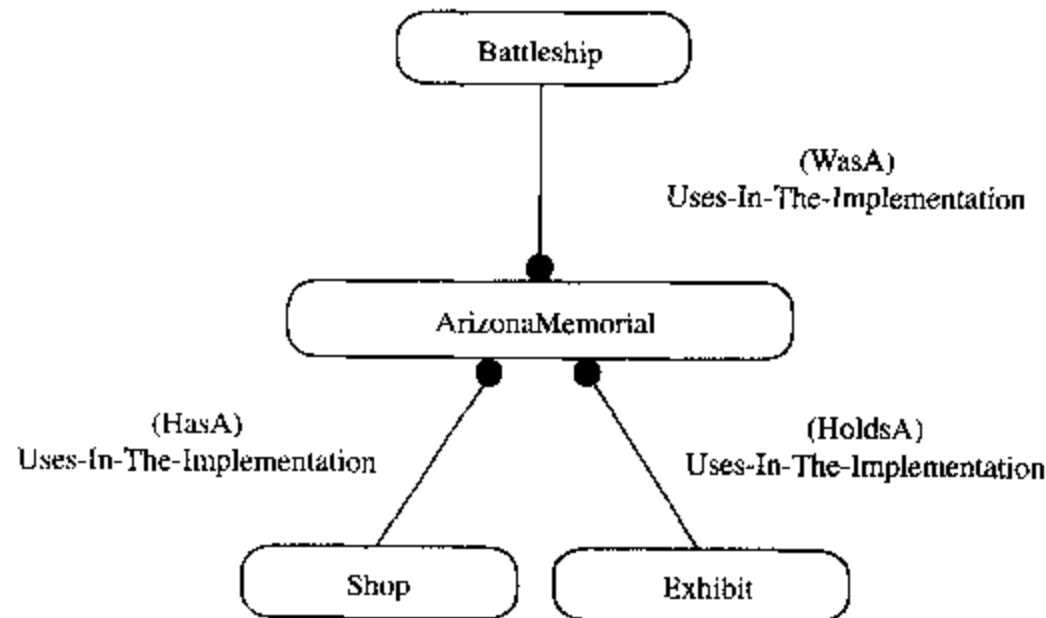 Battleship
(WasA)
Uses-In-The-Implementation
ArizonaMemorial
(HasA)
Uses-In-The-Implementation
(HoldsA)
Uses-In-The-Implementation
Shop
Exhibit